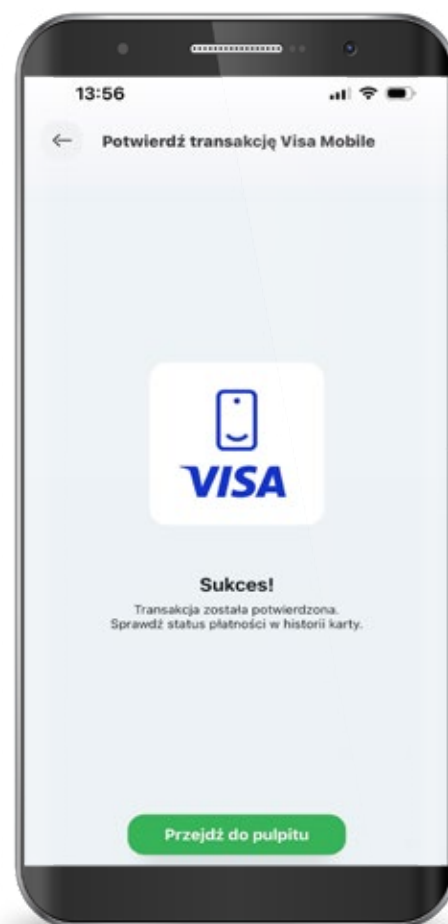 13:56
Potwierdź transakcję Visa Mobile
VISA
Sukces!
Transakcja została potwierdzona.
Sprawdź status płatności w historii karty.
Przejdź do pulpitu